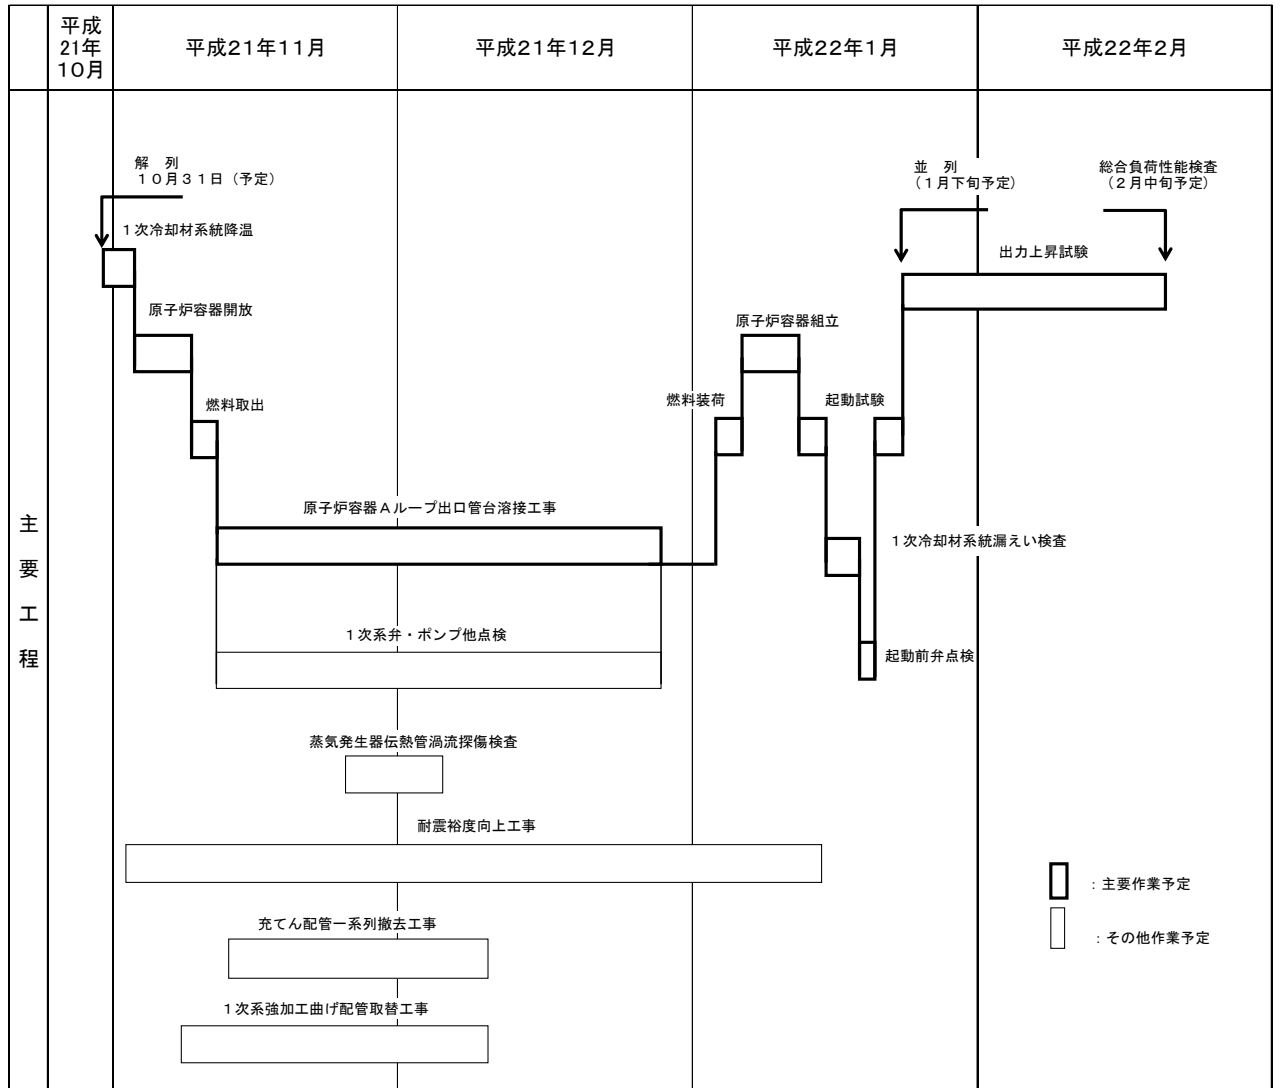 平成
21年
10月
平成21年11月
平成21年12月
平成22年1月
平成22年2月
主
要
工
程
解　列
１０月３１日（予定）
並　列
（１月下旬予定）
総合負荷性能検査
（２月中旬予定）
１次冷却材系統降温
出力上昇試験
原子炉容器開放
原子炉容器組立
燃料取出
燃料装荷
起動試験
原子炉容器Ａループ出口管台溶接工事
１次冷却材系統漏えい検査
１次系弁・ポンプ他点検
起動前弁点検
蒸気発生器伝熱管渦流探傷検査
耐震裕度向上工事
：主要作業予定
充てん配管一系列撤去工事
：その他作業予定
１次系強加工曲げ配管取替工事